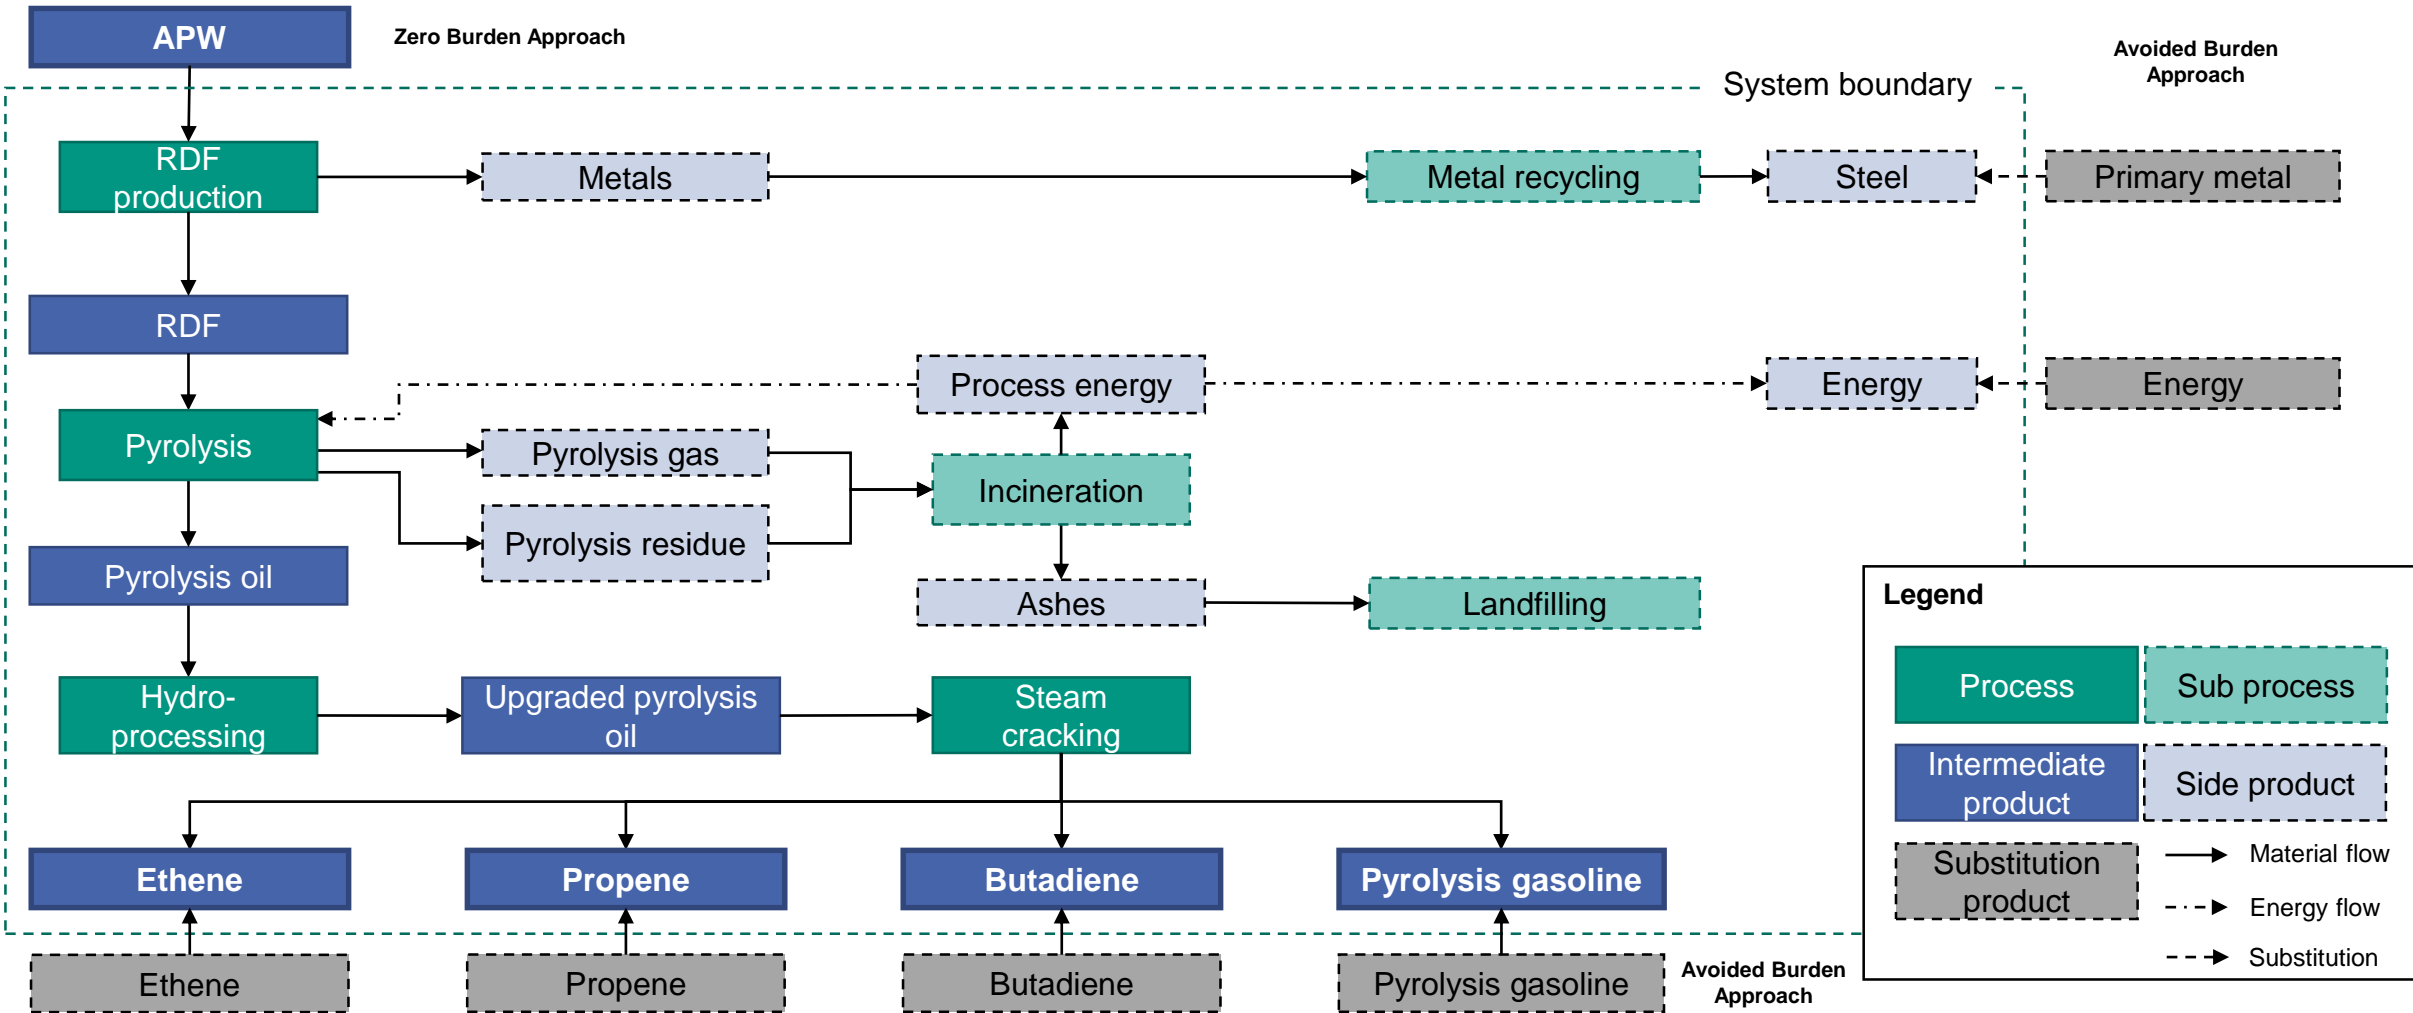 APW
Zero Burden Approach
Avoided Burden
Approach
System boundary
RDF
production
Metals
Metal recycling
Steel
Primary metal
RDF
Process energy
Energy
Energy
Pyrolysis
Pyrolysis gas
Incineration
Pyrolysis residue
Pyrolysis oil
Ashes
Landfilling
Hydro-
processing
Upgraded pyrolysis
oil
Steam
cracking
Ethene
Propene
Butadiene
Pyrolysis gasoline
Ethene
Propene
Butadiene
Pyrolysis gasoline
Avoided Burden
Approach
Legend
Process
Sub process
Intermediate
product
Side product
Substitution
product
Material flow
Energy flow
Substitution